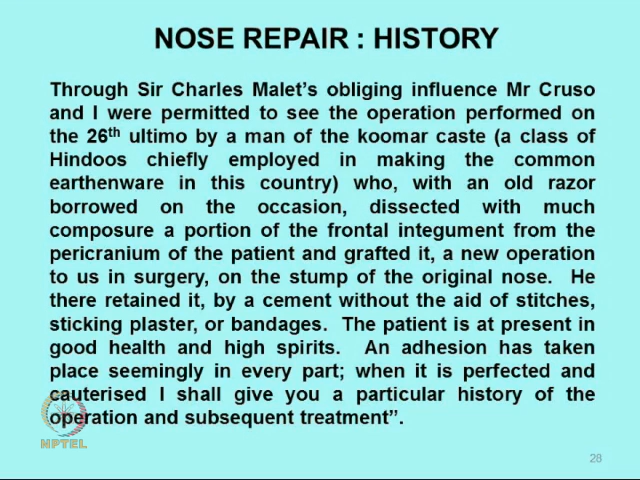 NOSE REPAIR : HISTORY
Through Sir Charles Malet’s obliging influence Mr Cruso
and I were permitted to see the operation performed on
the 26th ultimo by a man of the koomar caste (a class of
Hindoos chiefly employed in making the common
earthenware in this country) who, with an old razor
borrowed on the occasion, dissected with much
composure a portion of the frontal integument from the
pericranium of the patient and grafted it, a new operation
to us in surgery, on the stump of the original nose. He
there retained it, by a cement without the aid of stitches,
sticking plaster, or bandages. The patient is at present in
good health and high spirits. An adhesion has taken
place seemingly in every part; when it is perfected and
cauterised I shall give you a particular history of the
operation and subsequent treatment”.
NPTEL
28